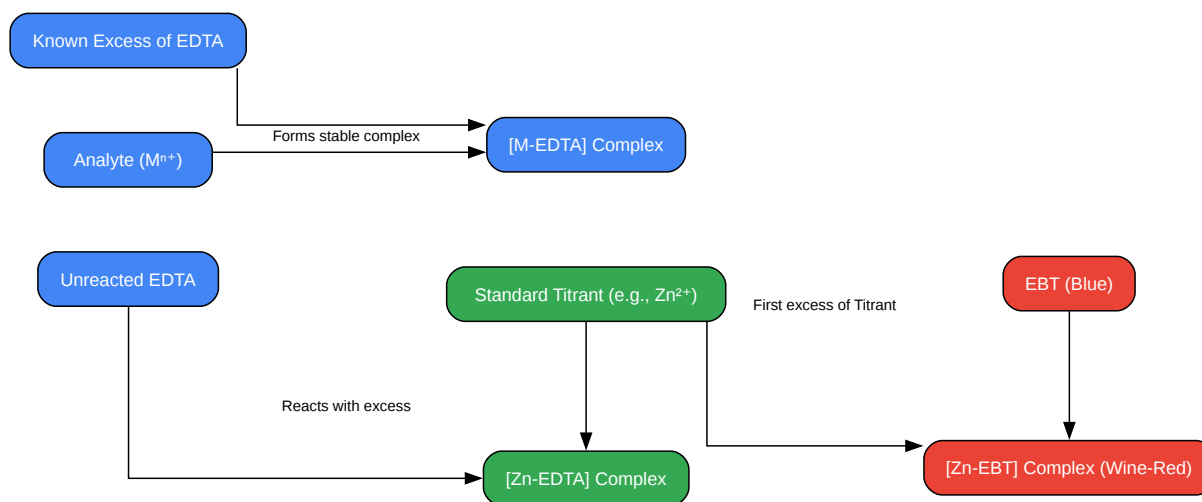 Known Excess of EDTA
Forms stable complex
[M-EDTA] Complex
Analyte (Mⁿ⁺)
Unreacted EDTA
Standard Titrant (e.g., Zn²⁺)
First excess of Titrant
EBT (Blue)
Reacts with excess
[Zn-EDTA] Complex
[Zn-EBT] Complex (Wine-Red)